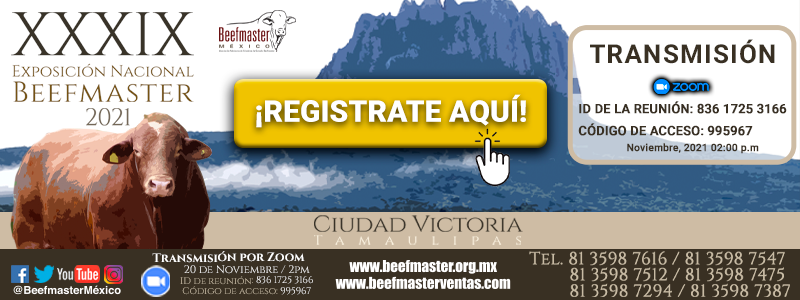 XXXIX
EXPOSICIÓN NACIONAL
BEEFMASTER
2021
Beefmaster
MÉXICO
¡REGISTRATE AQUÍ!
TRANSMISIÓN
zoom
ID DE LA REUNIÓN: 836 1725 3166
CÓDIGO DE ACCESO: 995967
Noviembre, 2021 02:00 p.m
CIUDAD VICTORIA
TAMAULIPAS
YouTube
@BeefmasterMéxico
TRANSMISIÓN POR ZOOM
20 DE NOVIEMBRE / 2PM
ID DE REUNIÓN: 836 1725 3166
CÓDIGO DE ACCESO: 995967
www.beefmaster.org.mx
www.beefmasterventas.com
TEL. 81 3598 7616 / 81 3598 7547
81 3598 7512 / 81 3598 7475
81 3598 7294 / 81 3598 7387